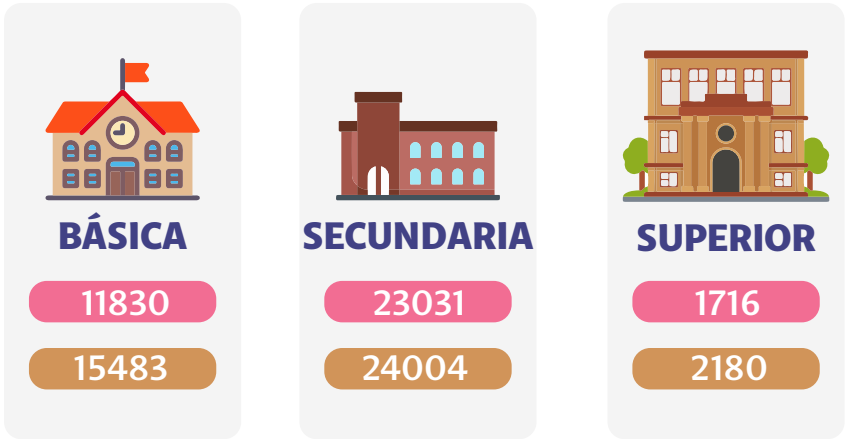 BÁSICA
11830
15483
SECUNDARIA
23031
24004
SUPERIOR
1716
2180